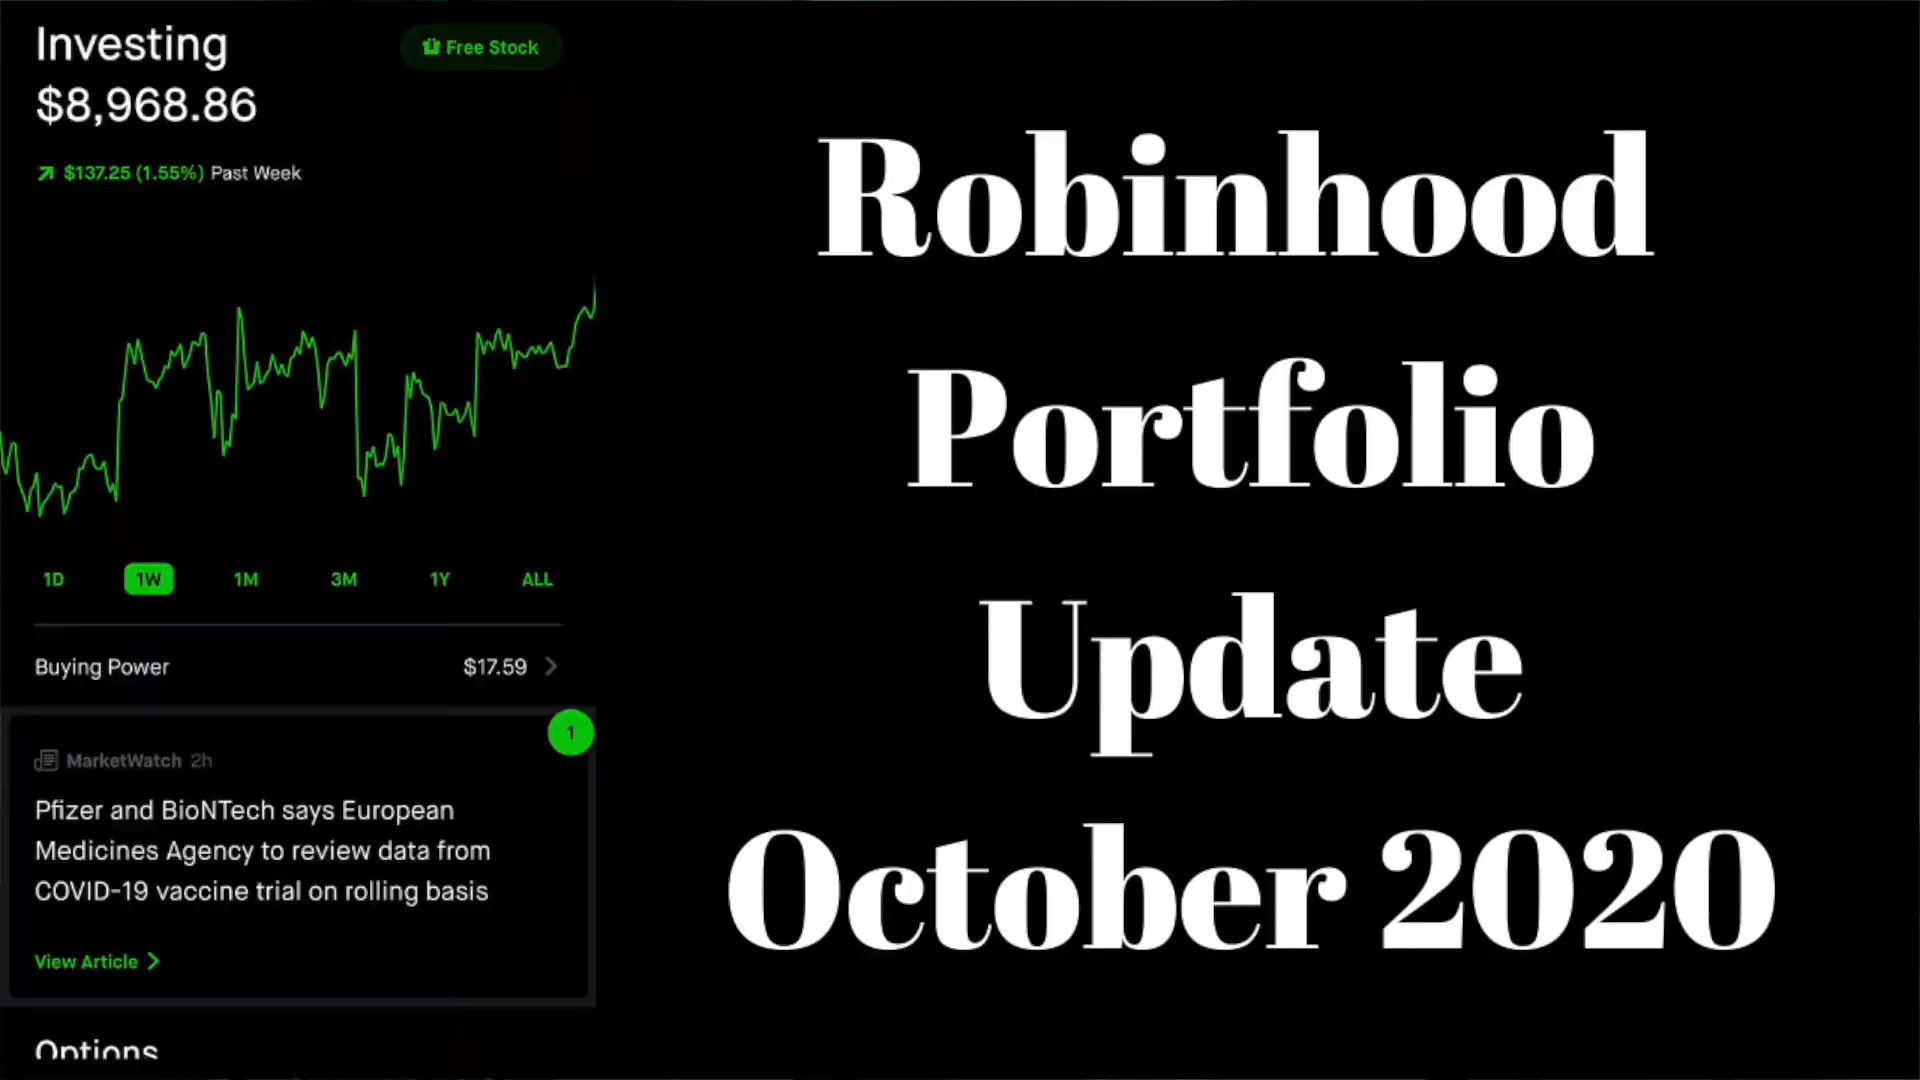 Investing
Free Stock
$8,968.86
$137.25 (1.55%) Past Week
1D 1W 1M 3M 1Y ALL
Buying Power $17.59
1
MarketWatch 2h
Pfizer and BioNTech says European
Medicines Agency to review data from
COVID-19 vaccine trial on rolling basis
View Article
Options
Robinhood
Portfolio
Update
October 2020